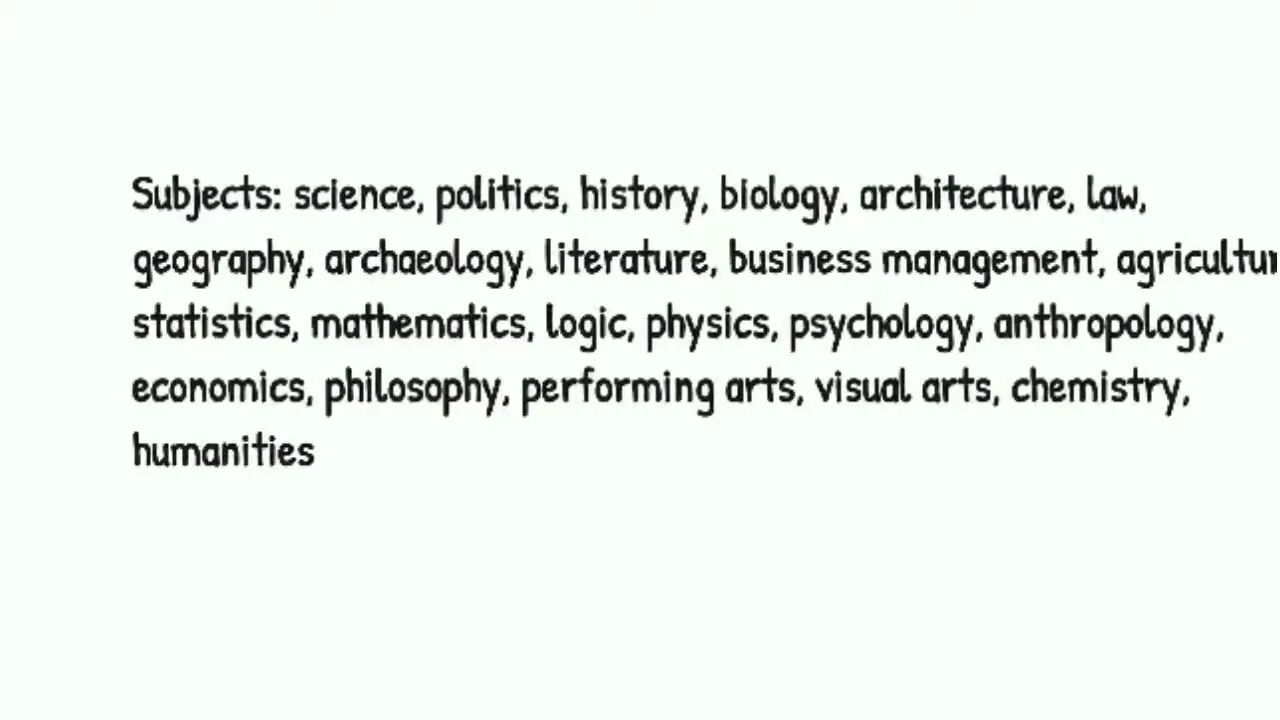 Subjects: science, politics, history, biology, architecture, law,
geography, archaeology, literature, business management, agricultur
statistics, mathematics, logic, physics, psychology, anthropology,
economics, philosophy, performing arts, visual arts, chemistry,
humanities